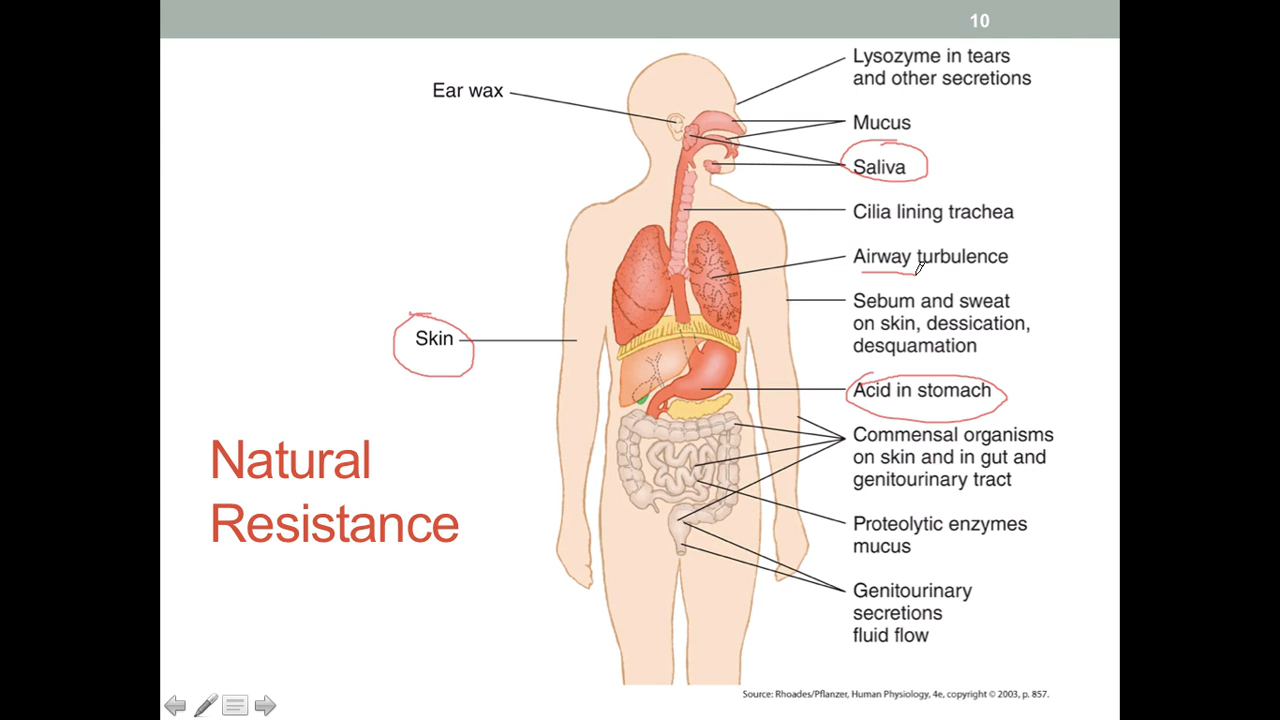 10
Ear wax
Lysozyme in tears
and other secretions
Mucus
Saliva
Cilia lining trachea
Airway turbulence
Sebum and sweat
on skin, dessication,
desquamation
Skin
Acid in stomach
Commensal organisms
on skin and in gut and
genitourinary tract
Natural
Resistance
Proteolytic enzymes
mucus
Genitourinary
secretions
fluid flow
Source: Rhoades/Pflanzer, Human Physiology, 4e, copyright © 2003, p. 857.